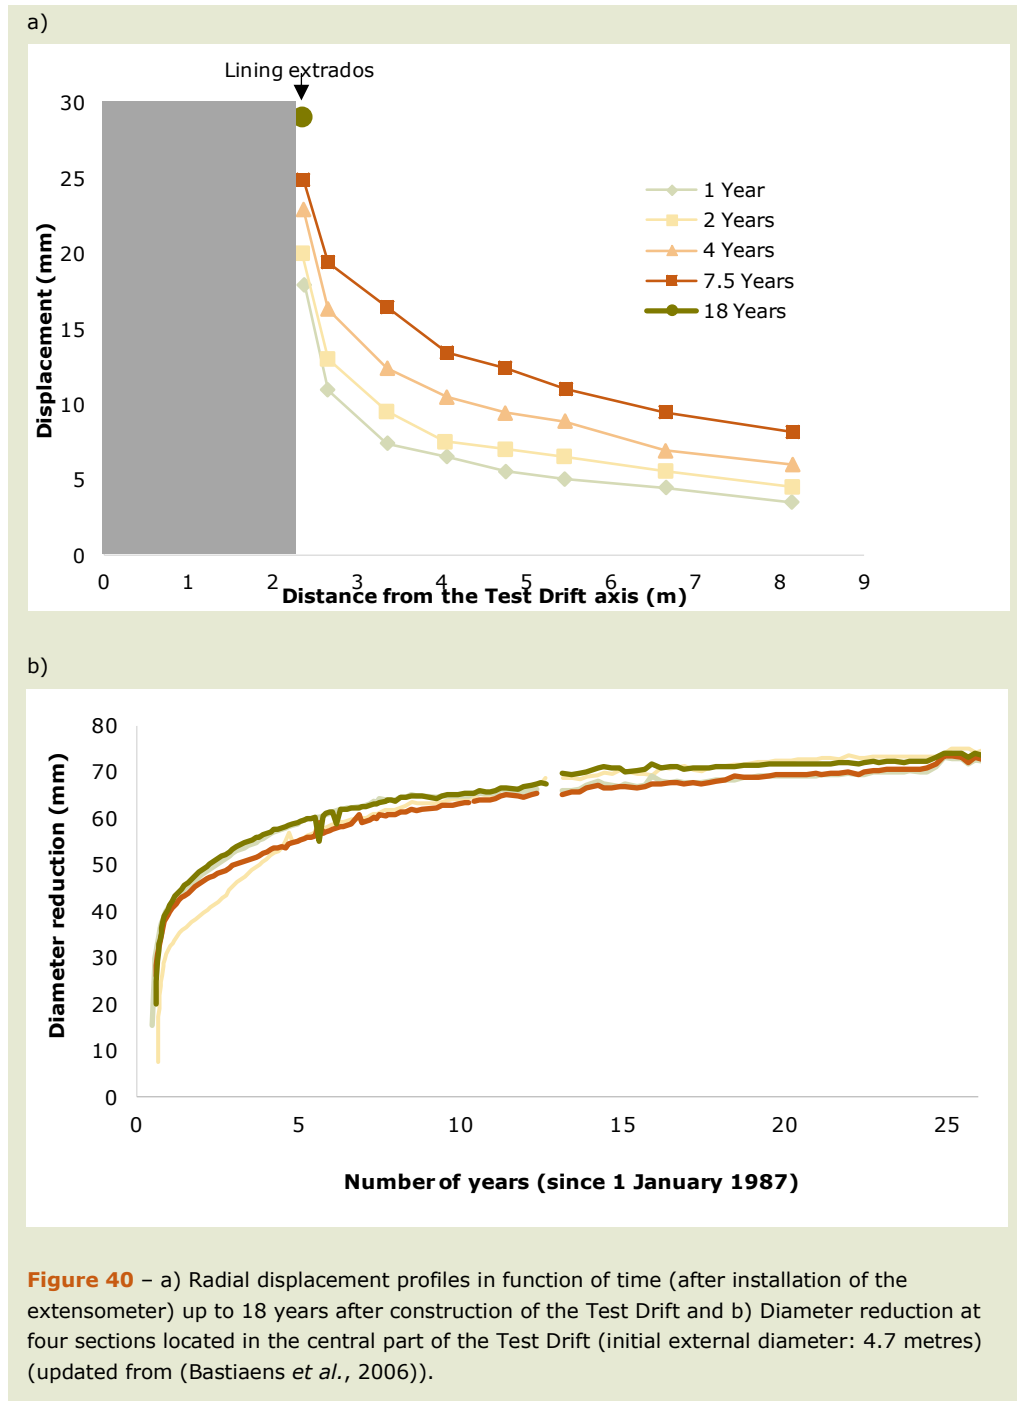 a)
Lining extrados
30
25
20
15
10
5
0
Displacement (mm)
1 Year
2 Years
4 Years
7.5 Years
18 Years
0 1 2 3 4 5 6 7 8 9
Distance from the Test Drift axis (m)
b)
80
70
60
50
40
30
20
10
0
Diameter reduction (mm)
0 5 10 15 20 25
Number of years (since 1 January 1987)
Figure 40 – a) Radial displacement profiles in function of time (after installation of the
extensometer) up to 18 years after construction of the Test Drift and b) Diameter reduction at
four sections located in the central part of the Test Drift (initial external diameter: 4.7 metres)
(updated from (Bastiaens et al., 2006)).